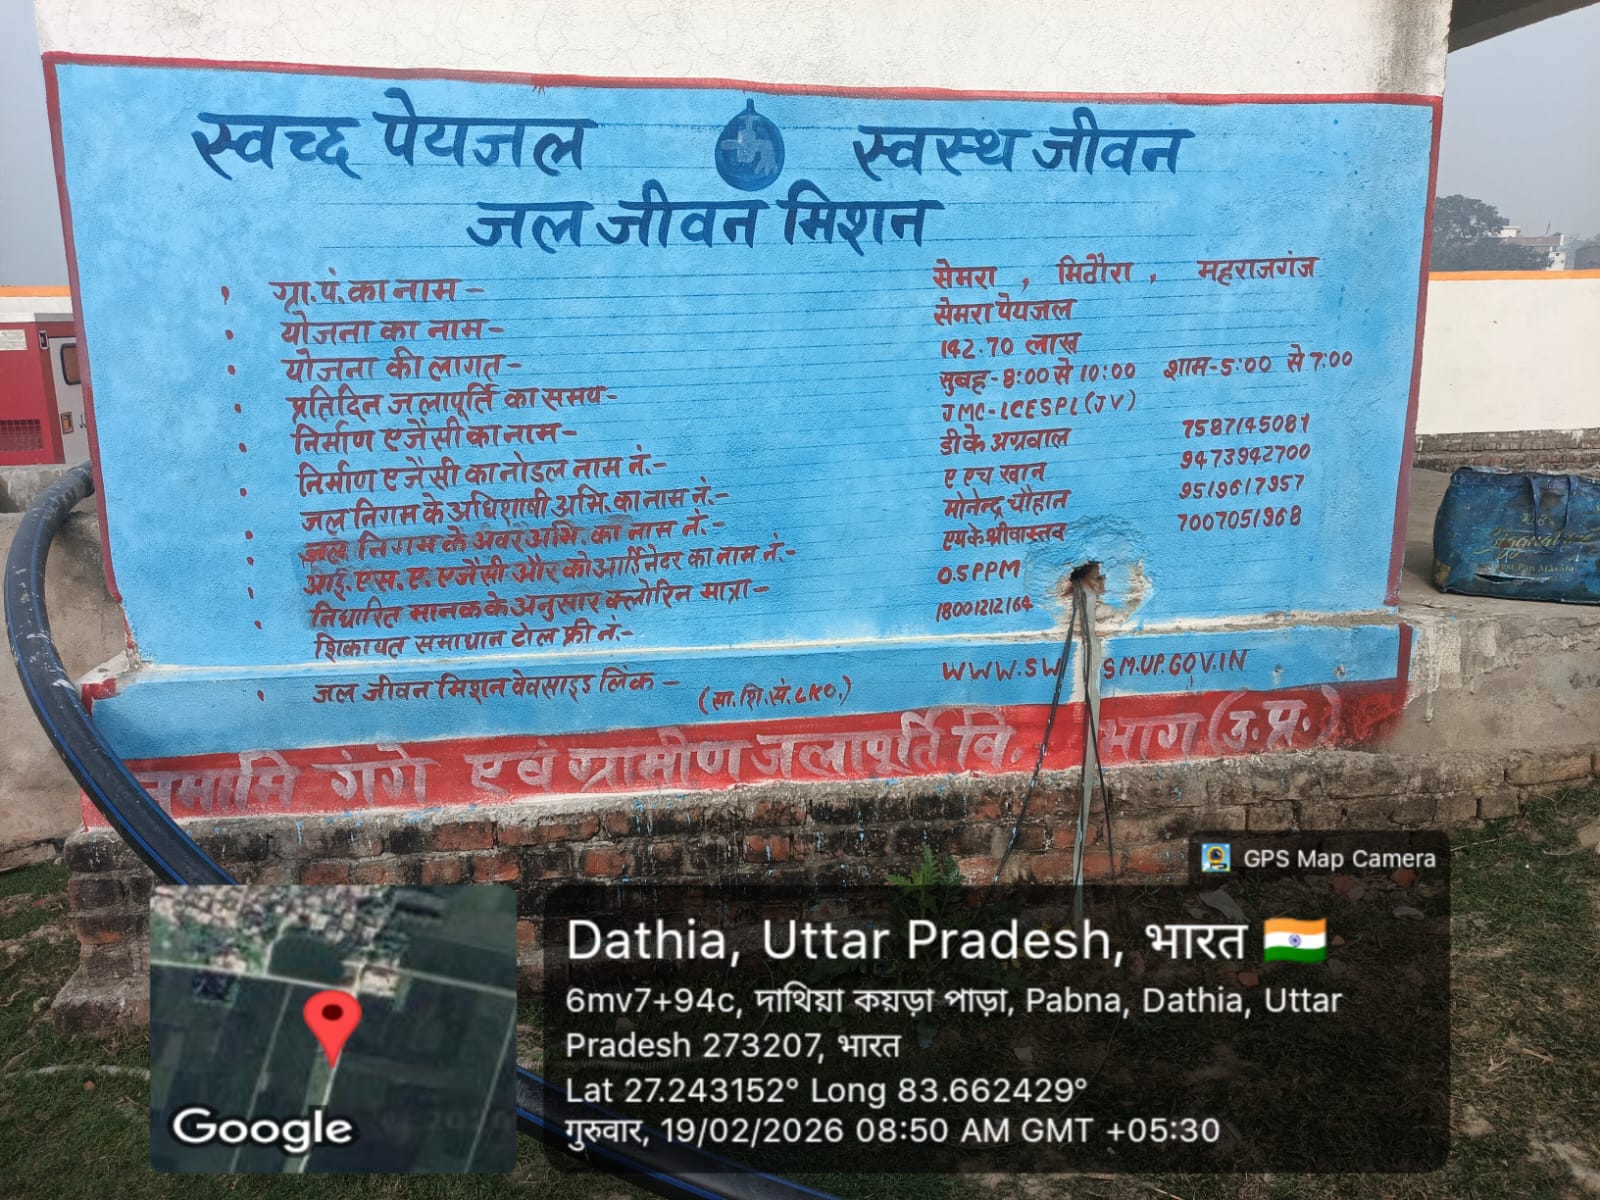 स्वच्छ पेयजल स्वस्थ जीवन
जल जीवन मिशन
ग्रा.पं. का नाम - सेमरा , मिठौरा , महराजगंज
योजना का नाम - सेमरा पेयजल
योजना की लागत - 142.70 लाख
प्रतिदिन जलापूर्ति का समय - सुबह - 8:00 से 10:00 शाम - 5:00 से 7:00
निर्माण एजेंसी का नाम - JMC-LCESPL(JV)
निर्माण एजेंसी का नोडल नाम नं. - डी के अग्रवाल 7587145081
जल निगम के अधिशाषी अभि. का नाम नं. - ए एच खान 9473942700
जल निगम के अवर अभि. का नाम नं. - मोनेन्द्र चौहान 9519617957
आई.एस.ए. एजेंसी और कोआर्डिनेटर का नाम नं. - एम के श्रीवास्तव 7007051968
निर्धारित मानक के अनुसार क्लोरिन मात्रा - 0.5PPM
शिकायत समाधान टोल फ्री नं. - 18001212164
जल जीवन मिशन वेवसाइड लिंक - WWW.SW SM.UP.GOV.IN
(सा.शि.सं. LKO.)
नमामि गंगे एवं ग्रामीण जलापूर्ति वि. भाग (उ.प्र.)
GPS Map Camera
Dathia, Uttar Pradesh, भारत
6mv7+94c, দাথিয়া কয়ড়া পাড়া, Pabna, Dathia, Uttar
Pradesh 273207, भारत
Lat 27.243152° Long 83.662429°
गुरुवार, 19/02/2026 08:50 AM GMT +05:30
Google